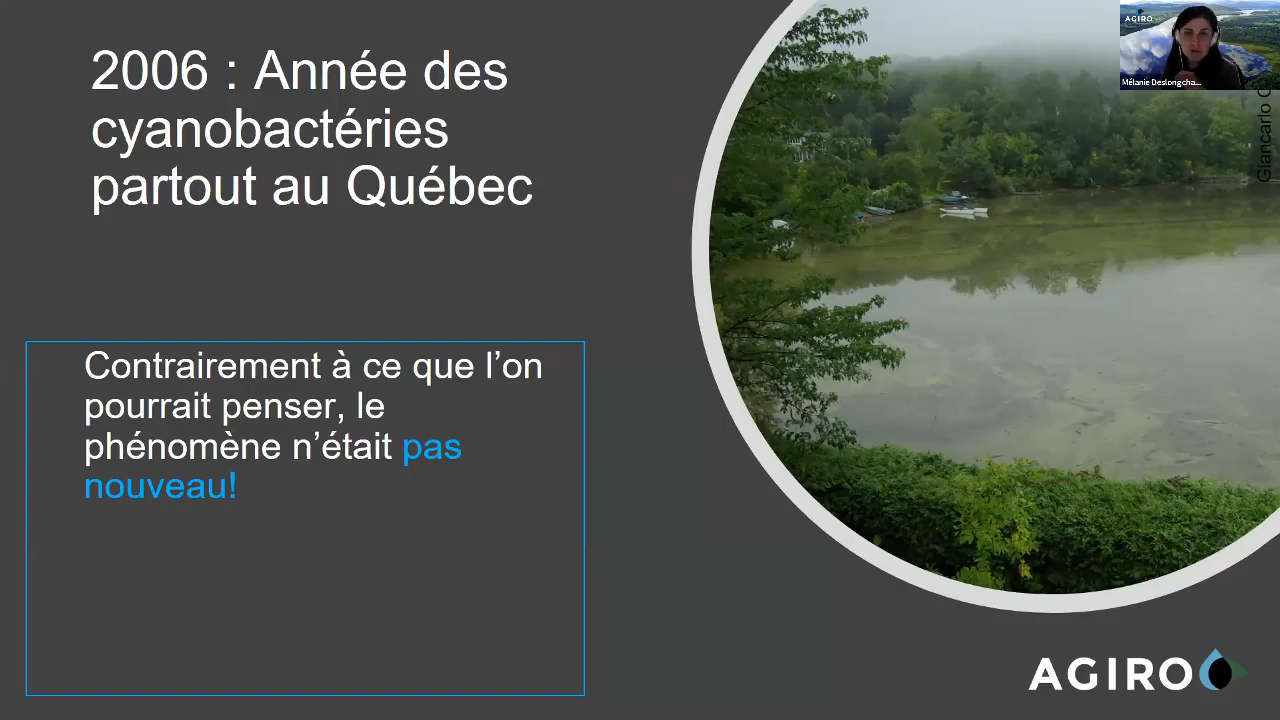 2006 : Année des
cyanobactéries
partout au Québec
AGIRO
Mélanie Deslongcha...
Giancarlo
Contrairement à ce que l’on
pourrait penser, le
phénomène n’était pas
nouveau!
AGIRO